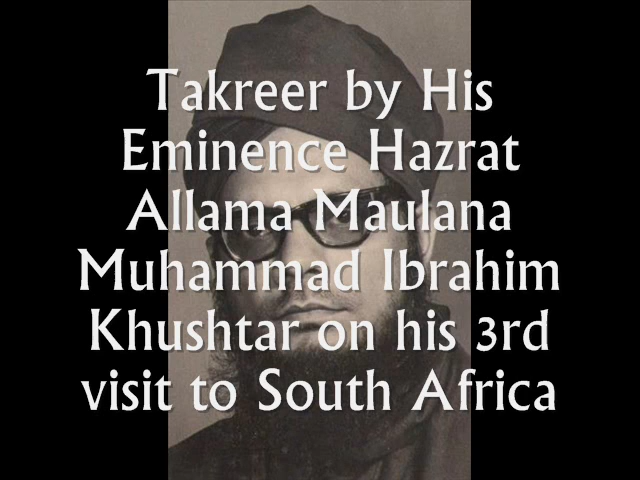 Takreer by His
Eminence Hazrat
Allama Maulana
Muhammad Ibrahim
Khushtar on his 3rd
visit to South Africa